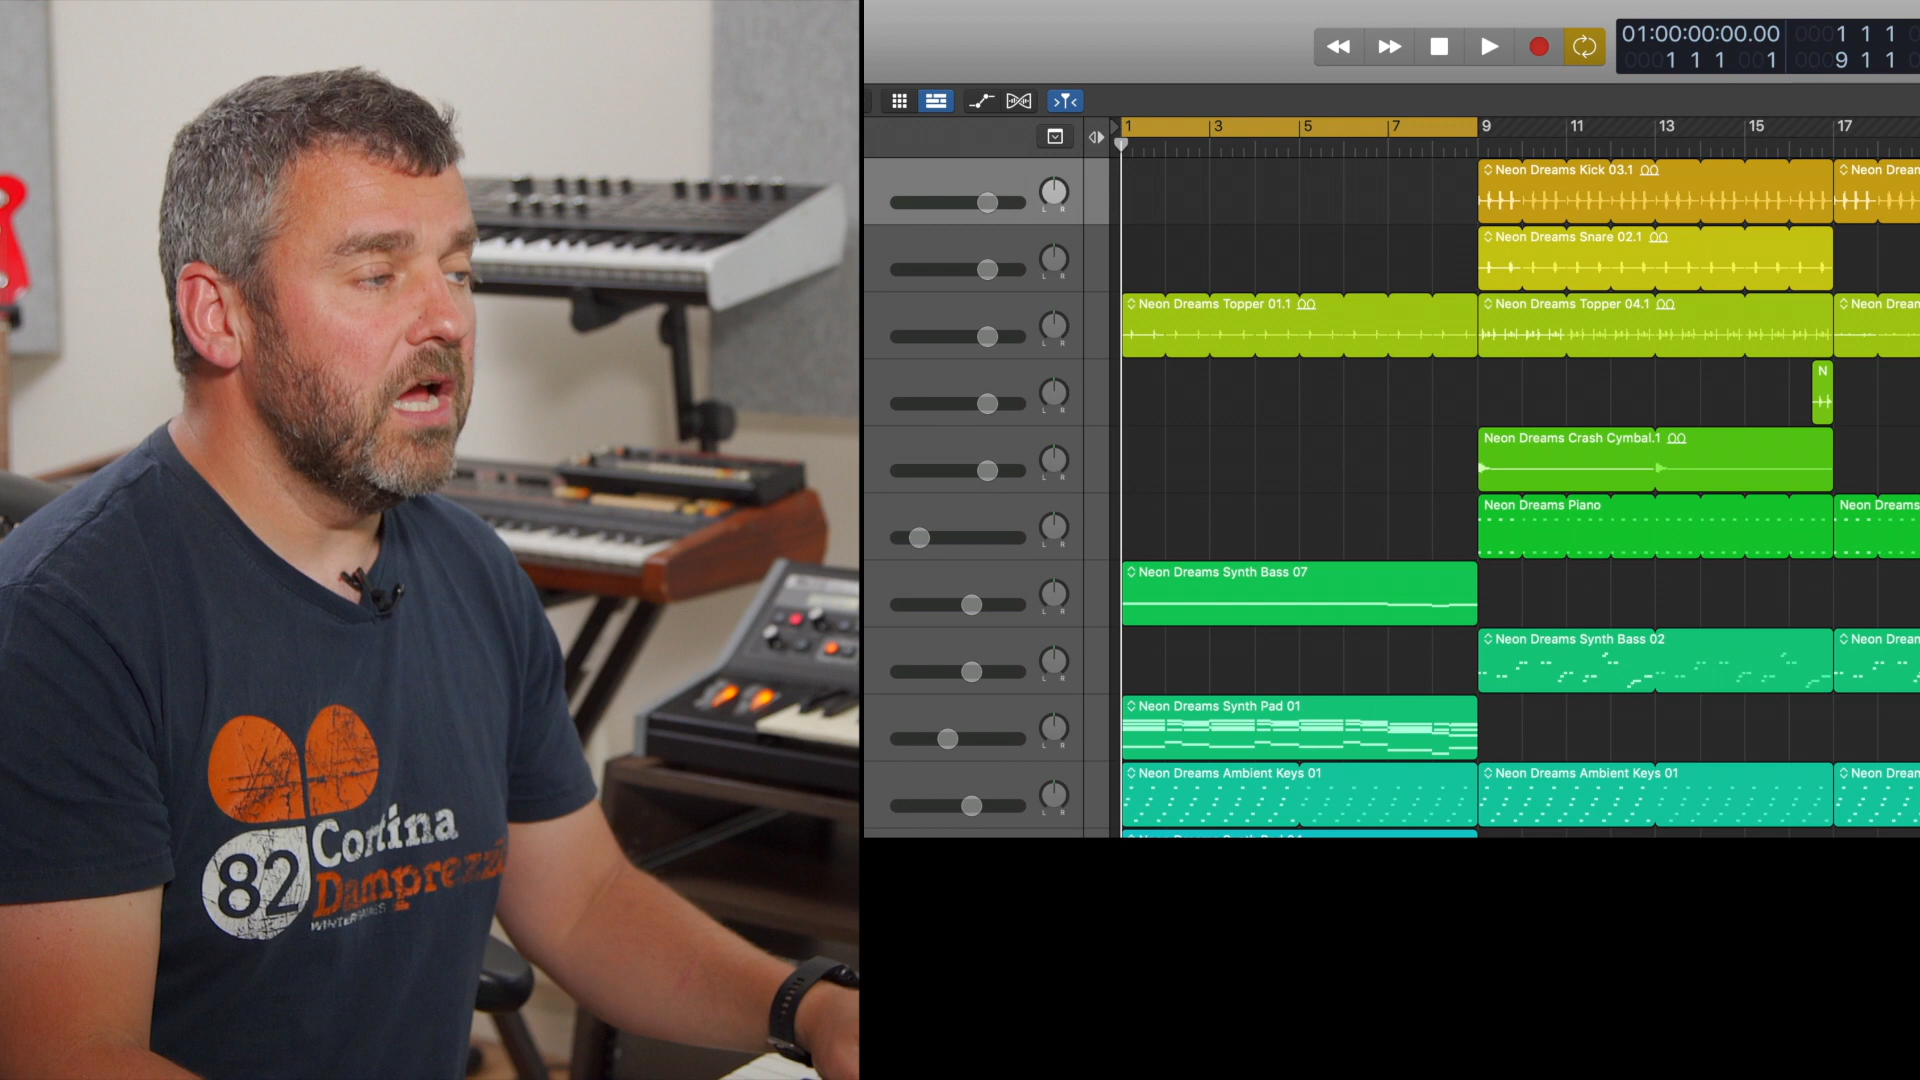 01:00:00:00.00
1 1 1 1
1 1 1
9 1 1
1
3
5
7
9
11
13
15
17
L R
Neon Dreams Kick 03.1
Neon Drean
L R
Neon Dreams Snare 02.1
L R
Neon Dreams Topper 01.1
Neon Dreams Topper 04.1
Neon Drean
L R
N
L R
Neon Dreams Crash Cymbal.1
L R
Neon Dreams Piano
Neon Dreams
L R
Neon Dreams Synth Bass 07
L R
Neon Dreams Synth Bass 02
Neon Drean
L R
Neon Dreams Synth Pad 01
L R
Neon Dreams Ambient Keys 01
Neon Dreams Ambient Keys 01
Neon Drean
L R
82
Cortina
Damprezzi